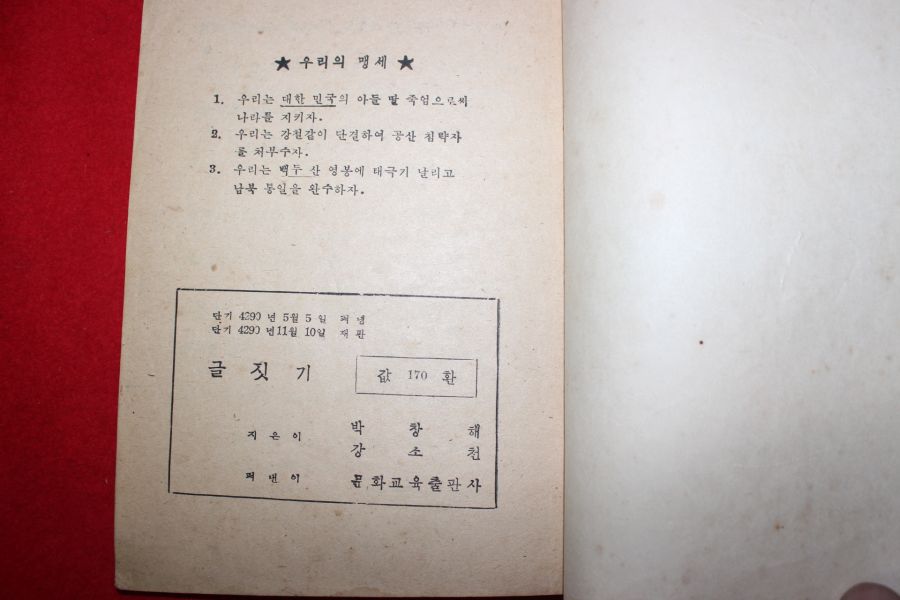 ★ 우리의 맹세 ★
1. 우리는 대한 민국의 아들 딸 죽엄으로써
나라를 지키자.
2. 우리는 강철같이 단결하여 공산 침략자
를 처부수자.
3. 우리는 백두 산 영봉에 태극기 날리고
남북 통일을 완수하자.
단기 4290 년 5월 5 일 펴냄
단기 4290 년 11월 10일 재판
글 짓 기
값 170 환
지 은 이 박 창 해
강 소 천
펴 낸 이 문화교육출판사